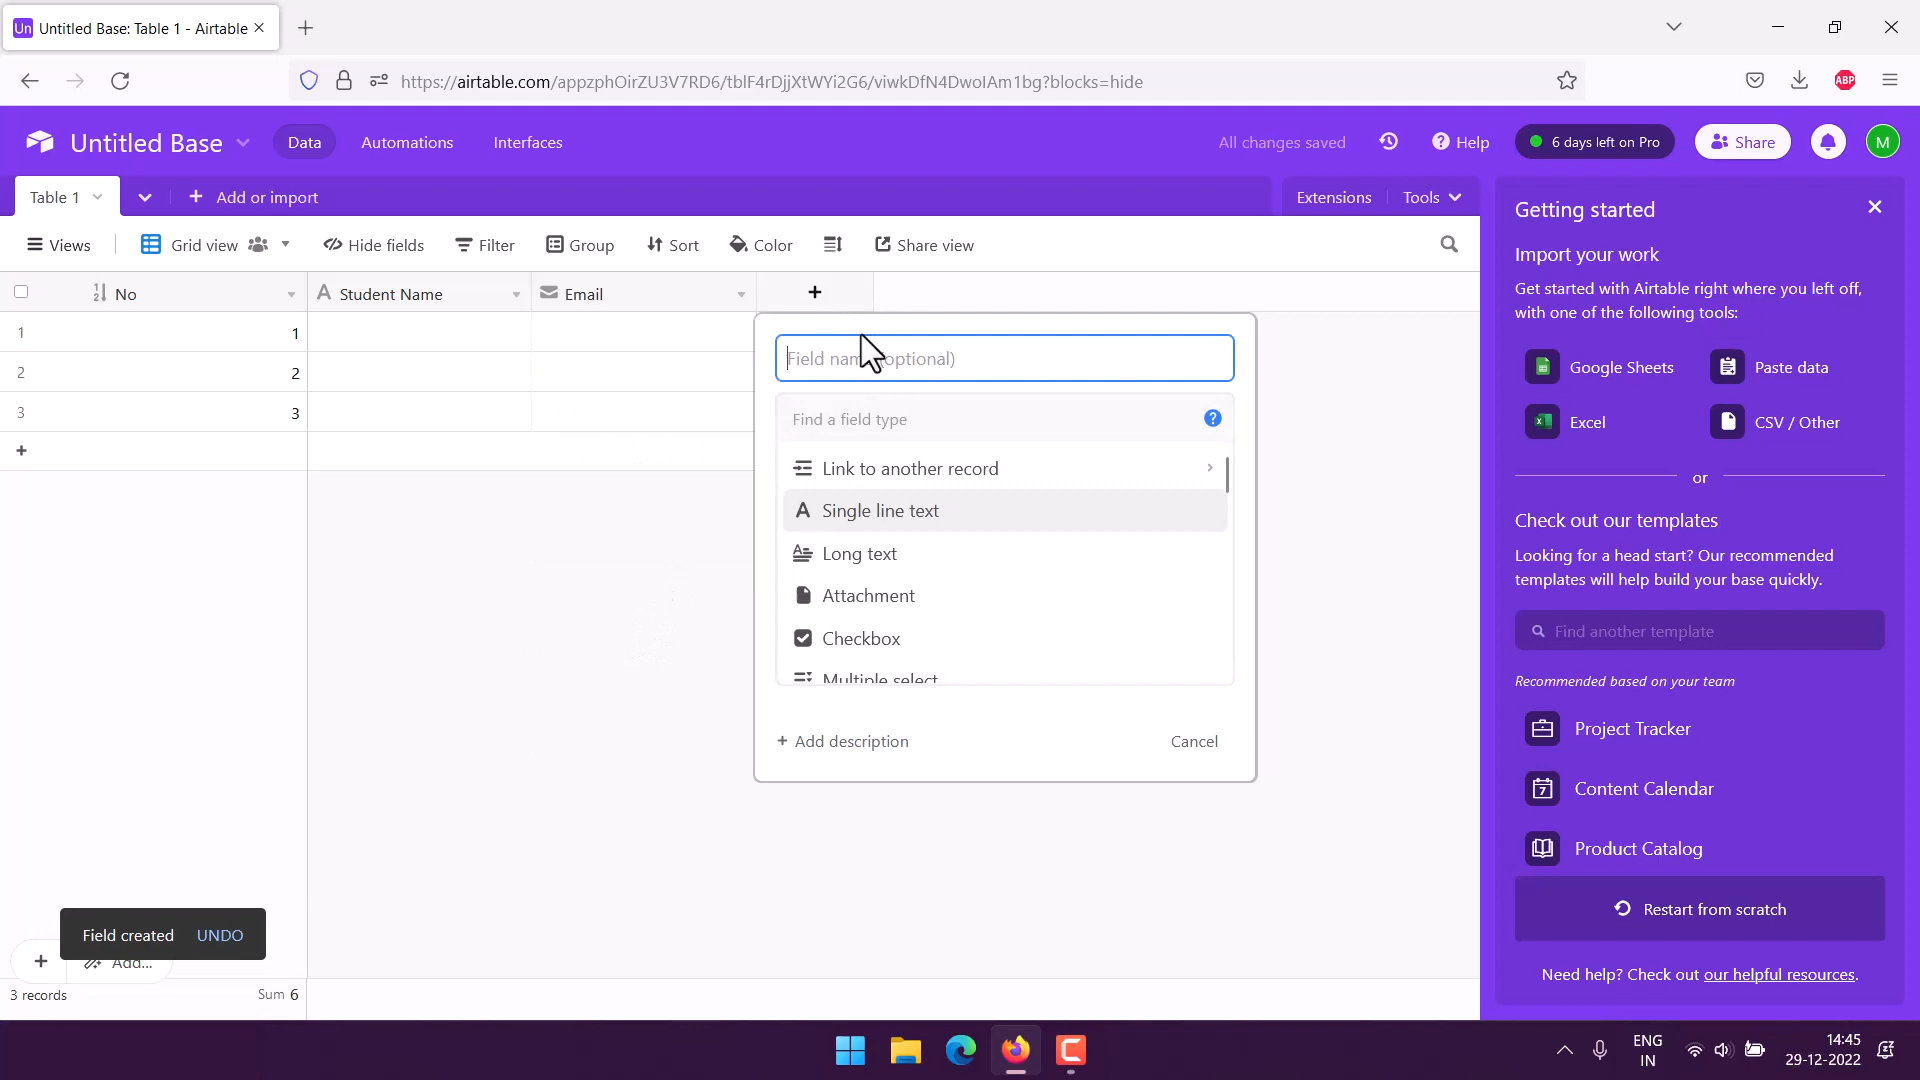 Un Untitled Base: Table 1 - Airtable
https://airtable.com/appzphOirZU3V7RD6/tblF4rDjjXtWYi2G6/viwkDfN4DwoIAm1bg?blocks=hide
ABP
Untitled Base
Data
Automations
Interfaces
All changes saved
Help
6 days left on Pro
Share
M
Table 1
Add or import
Extensions
Tools
Views
Grid view
Hide fields
Filter
Group
Sort
Color
Share view
No
Student Name
Email
1 1
2 2
3 3
Field name (optional)
Find a field type
Link to another record
Single line text
Long text
Attachment
Checkbox
Multiple select
Add description
Cancel
Field created UNDO
Add...
3 records
Sum 6
Getting started
Import your work
Get started with Airtable right where you left off,
with one of the following tools:
Google Sheets
Paste data
Excel
CSV / Other
or
Check out our templates
Looking for a head start? Our recommended
templates will help build your base quickly.
Find another template
Recommended based on your team
Project Tracker
7
Content Calendar
Product Catalog
Restart from scratch
Need help? Check out our helpful resources.
ENG
IN
14:45
29-12-2022